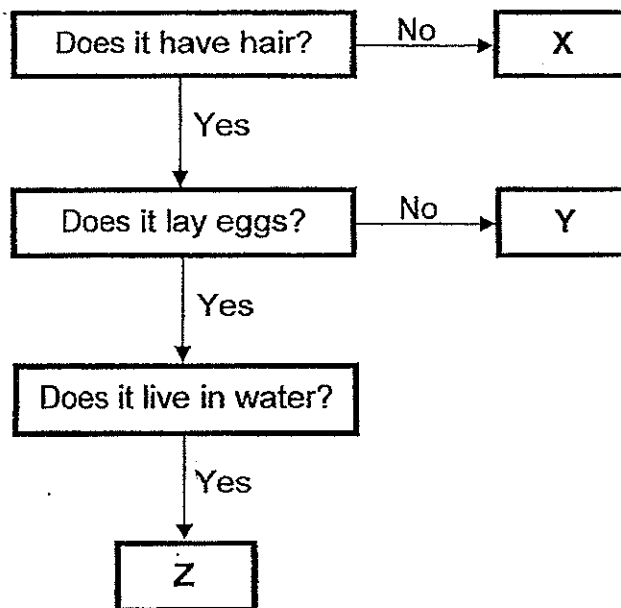 Does it have hair?
No
X
Yes
Does it lay eggs?
No
Y
Yes
Does it live in water?
Yes
Z